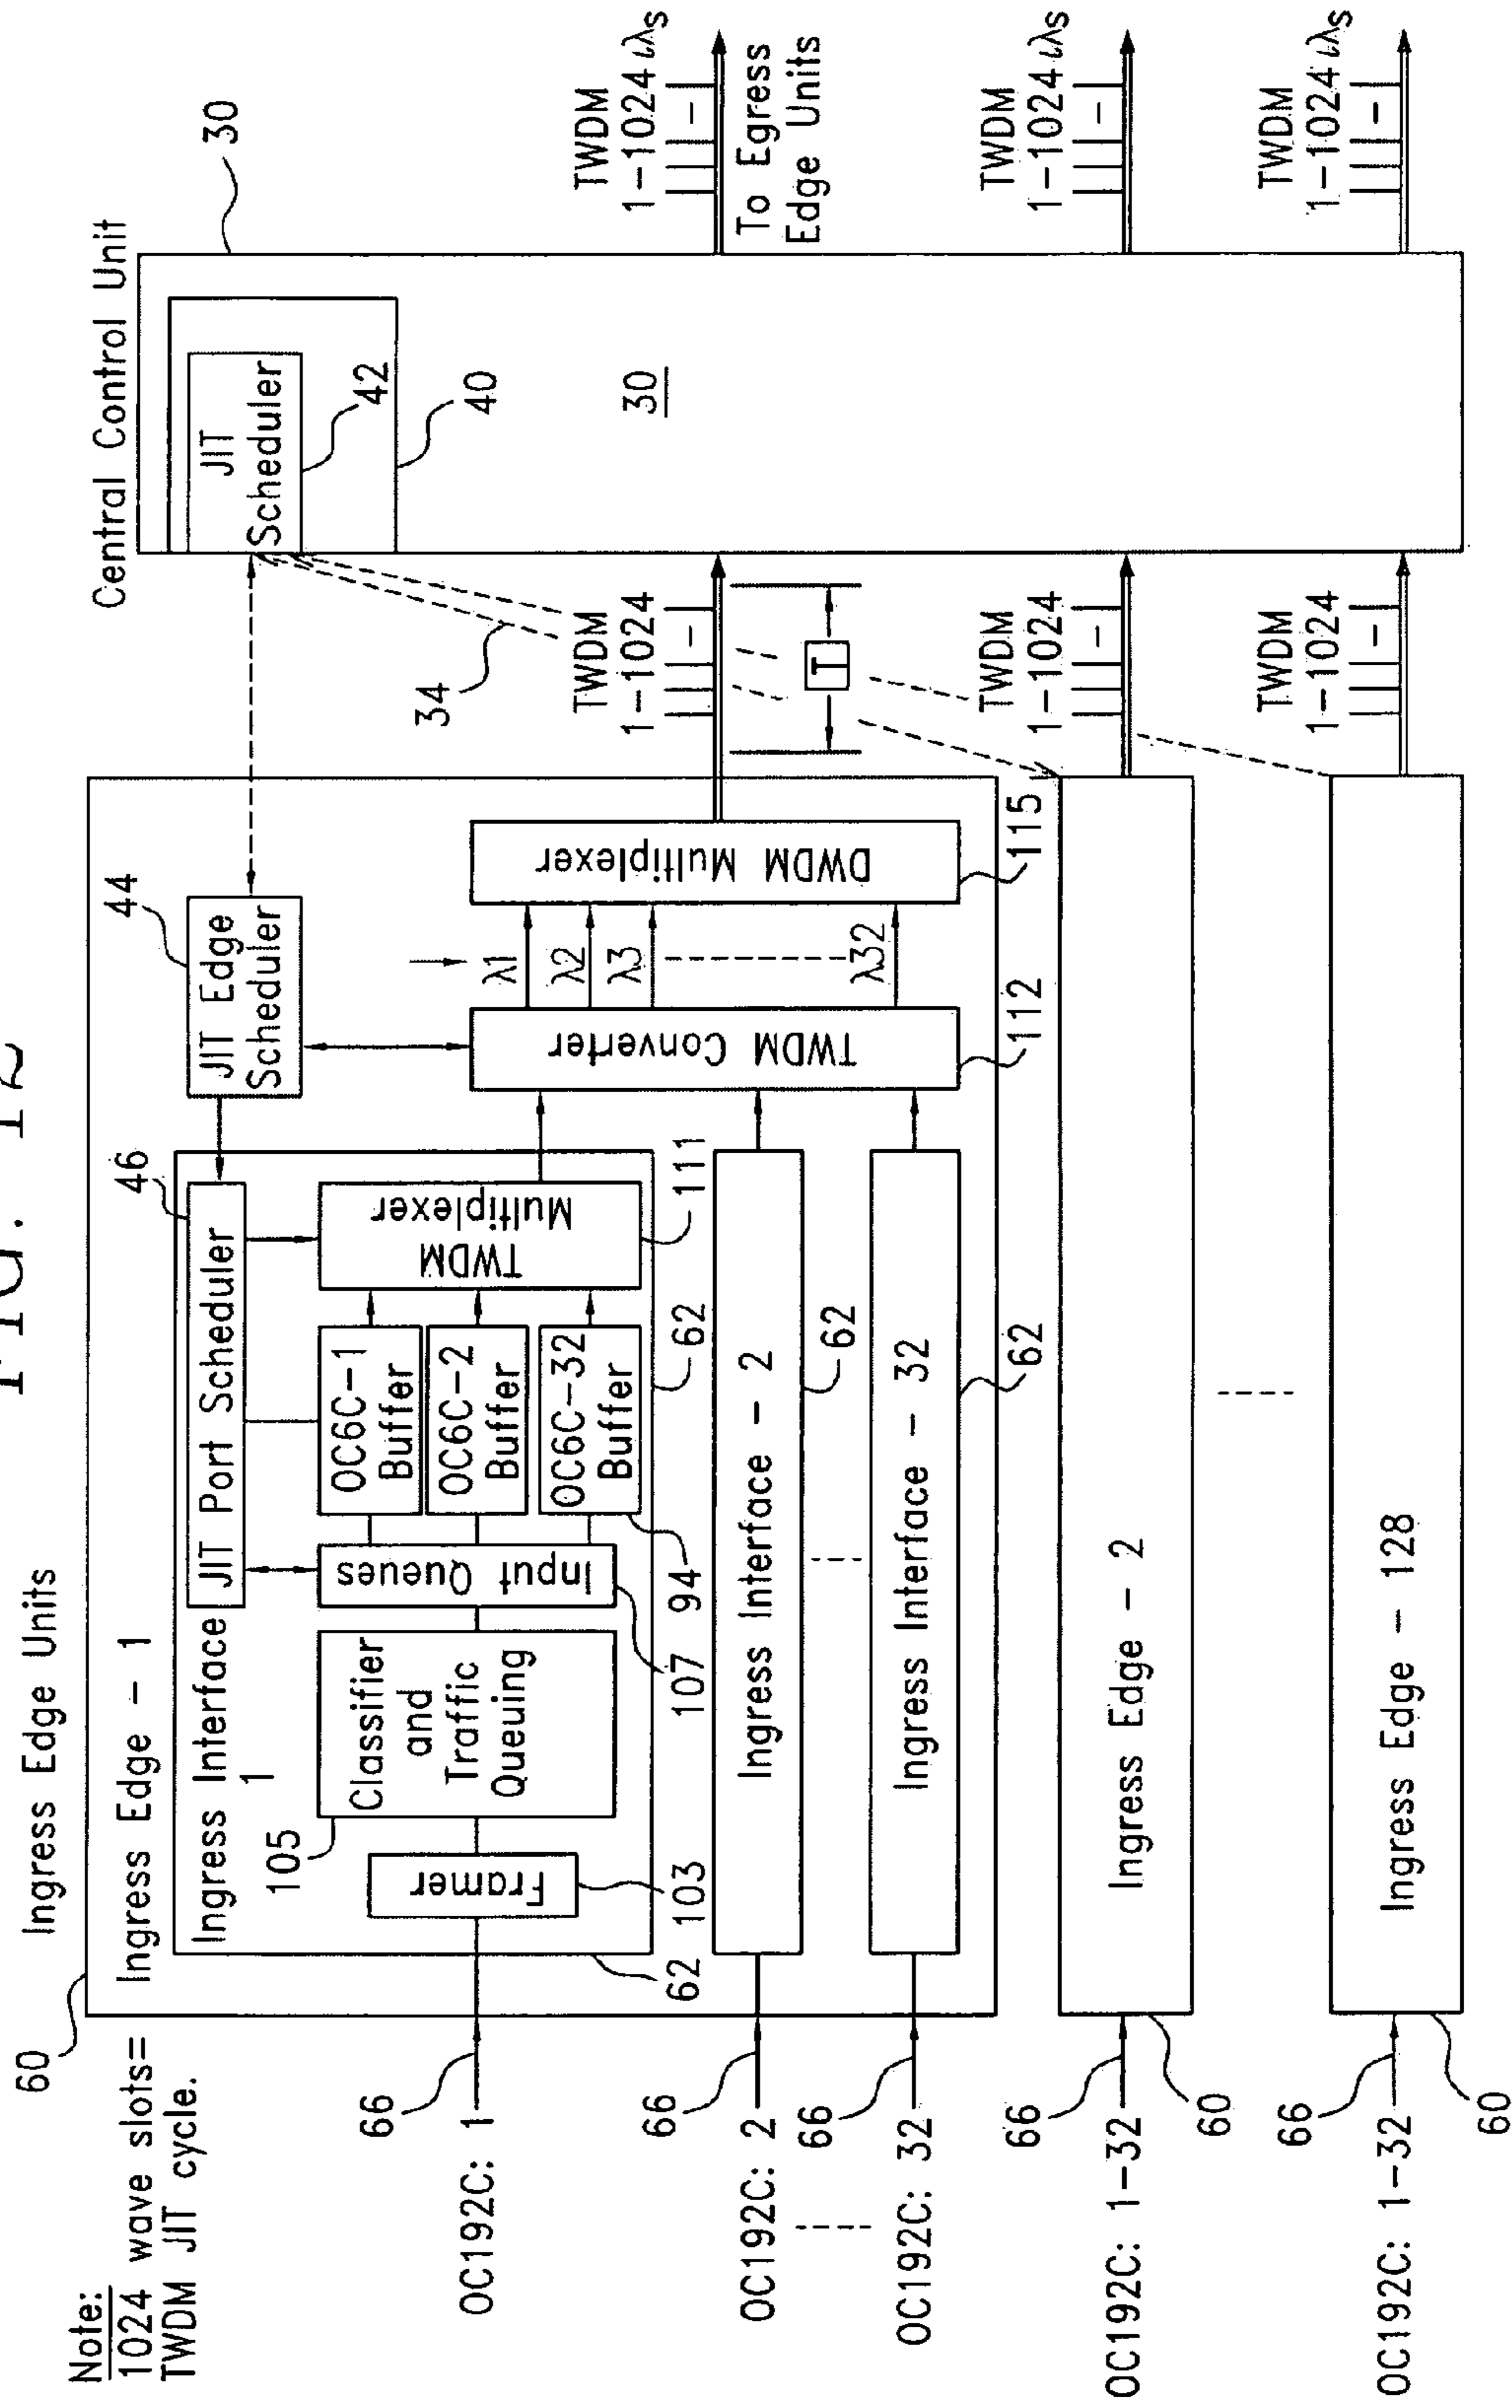 FIG. 12
Note:
1024 wave slots=
TWDM JIT cycle.
60
Ingress Edge Units
Ingress Edge - 1
Ingress Interface
1
JIT Port Scheduler
46
44
JIT Edge
Scheduler
105
Classifier
and
Traffic
Queuing
Framer
103
Input Queues
107
OC6C-1
Buffer
OC6C-2
Buffer
OC6C-32
Buffer
94
TWDM
Multiplexer
111
62
62
66
OC192C: 1
66
OC192C: 2
Ingress Interface - 2
62
66
OC192C: 32
Ingress Interface - 32
62
TWDM Converter
112
λ1
λ2
λ3
λ32
DWDM Multiplexer
115
66
OC192C: 1-32
Ingress Edge - 2
60
66
OC192C: 1-32
Ingress Edge - 128
60
34
TWDM
1-1024
T
TWDM
1-1024
TWDM
1-1024
Central Control Unit
30
JIT
Scheduler
42
40
30
TWDM
1-1024 iλs
To Egress
Edge Units
TWDM
1-1024 iλs
TWDM
1-1024 iλs